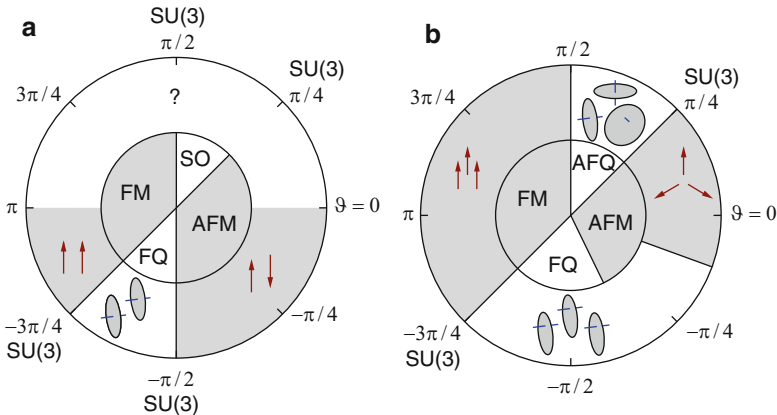 a
SU(3)
π/2
SU(3)
π/4
3π/4
?
SO
FM
π
ϑ = 0
AFM
FQ
−π/4
−3π/4
SU(3)
−π/2
SU(3)
b
π/2
SU(3)
π/4
3π/4
AFQ
FM
π
ϑ = 0
AFM
FQ
−π/4
−3π/4
SU(3)
−π/2